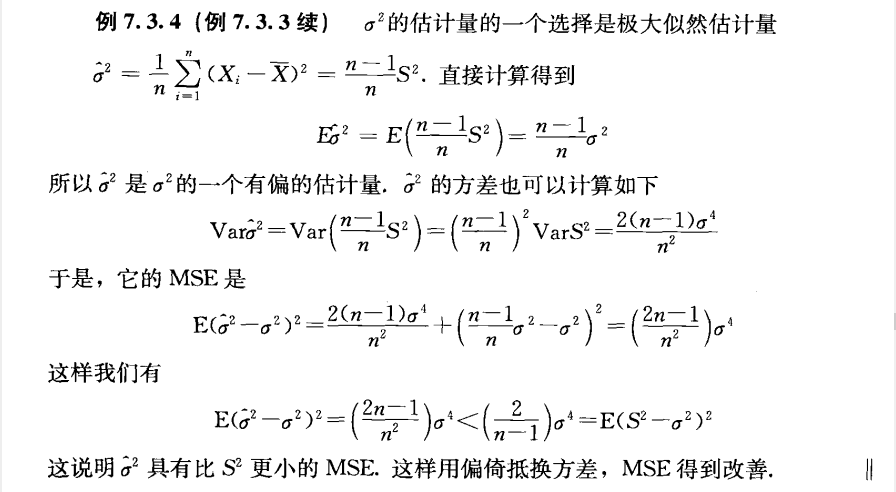 例 7.3.4 (例 7.3.3 续)　σ²的估计量的一个选择是极大似然估计量
$\hat{\sigma}^2 = \frac{1}{n}\sum_{i=1}^{n}(X_i-\overline{X})^2 = \frac{n-1}{n}S^2$. 直接计算得到
$E\hat{\sigma}^2 = E\left(\frac{n-1}{n}S^2\right) = \frac{n-1}{n}\sigma^2$
所以 $\hat{\sigma}^2$ 是 σ²的一个有偏的估计量. $\hat{\sigma}^2$ 的方差也可以计算如下
$\mathrm{Var}\hat{\sigma}^2 = \mathrm{Var}\left(\frac{n-1}{n}S^2\right) = \left(\frac{n-1}{n}\right)^2 \mathrm{Var}S^2 = \frac{2(n-1)\sigma^4}{n^2}$
于是，它的 MSE 是
$E(\hat{\sigma}^2-\sigma^2)^2 = \frac{2(n-1)\sigma^4}{n^2} + \left(\frac{n-1}{n}\sigma^2-\sigma^2\right)^2 = \left(\frac{2n-1}{n^2}\right)\sigma^4$
这样我们有
$E(\hat{\sigma}^2-\sigma^2)^2 = \left(\frac{2n-1}{n^2}\right)\sigma^4 < \left(\frac{2}{n-1}\right)\sigma^4 = E(S^2-\sigma^2)^2$
这说明 $\hat{\sigma}^2$ 具有比 S² 更小的 MSE. 这样用偏倚抵换方差，MSE 得到改善. ‖